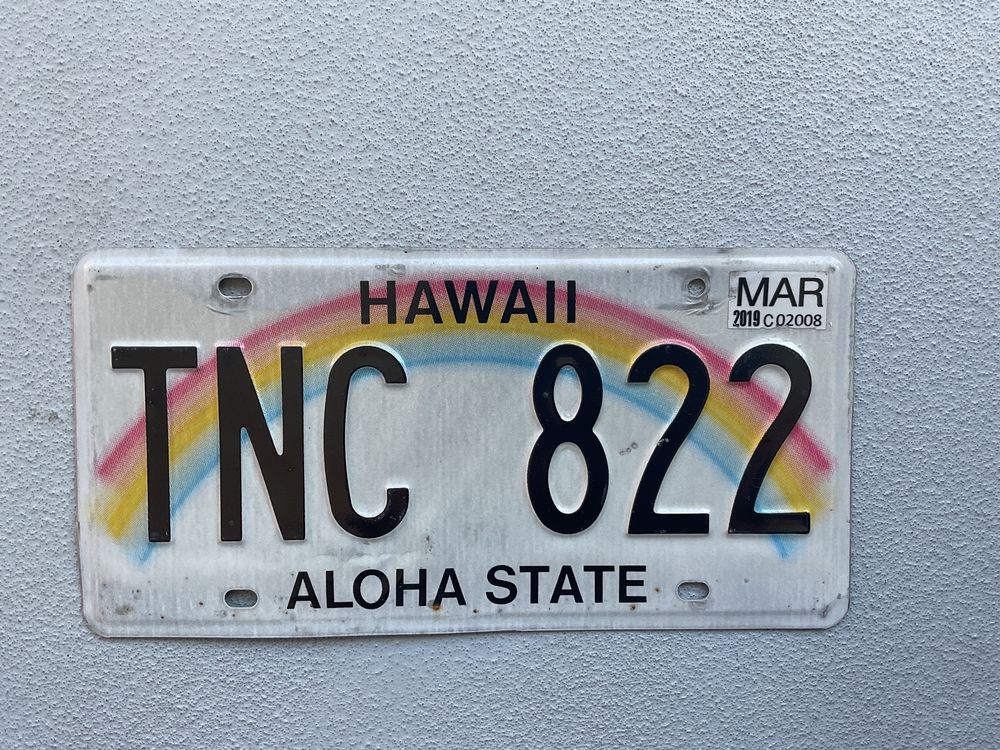 HAWAII
MAR
2019 C02008
TNC 822
ALOHA STATE